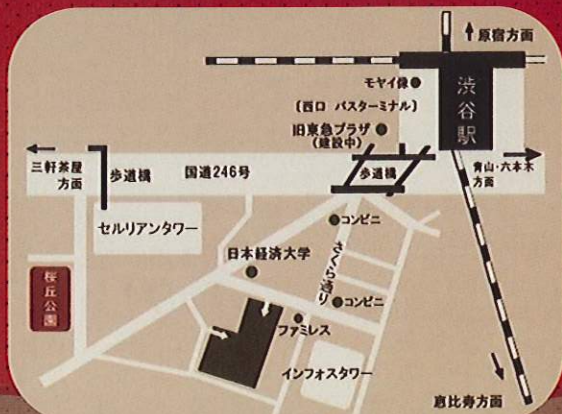 原宿方面
モヤイ像
渋谷駅
(西口 バスターミナル)
旧東急プラザ
(建設中)
三軒茶屋
方面
歩道橋
国道246号
歩道橋
青山・六本木
方面
セルリアンタワー
コンビニ
日本経済大学
さくら通り
桜丘公園
コンビニ
ファミレス
インフォスタワー
恵比寿方面